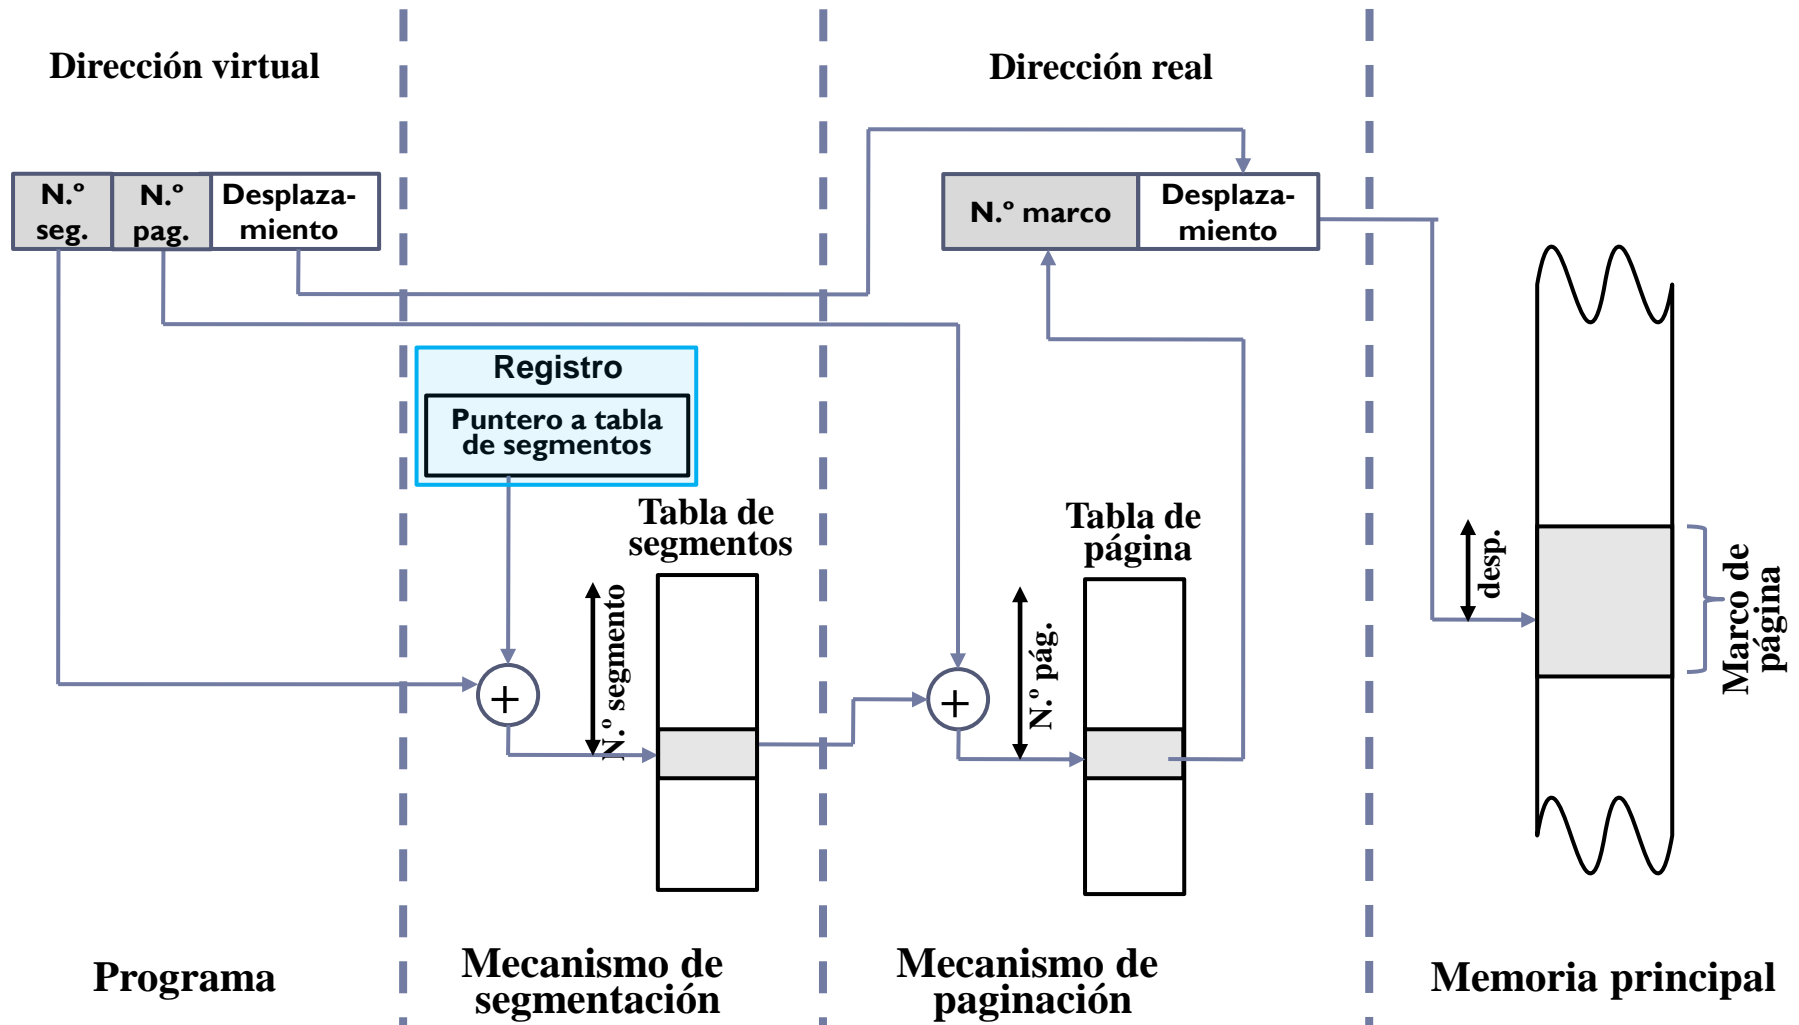 Dirección virtual
Dirección real
N.º
seg.
N.º
pag.
Desplaza-
miento
N.º marco
Desplaza-
miento
Registro
Puntero a tabla
de segmentos
Tabla de
segmentos
Tabla de
página
N.º segmento
N.º pág.
desp.
Marco de
página
+
+
Programa
Mecanismo de
segmentación
Mecanismo de
paginación
Memoria principal